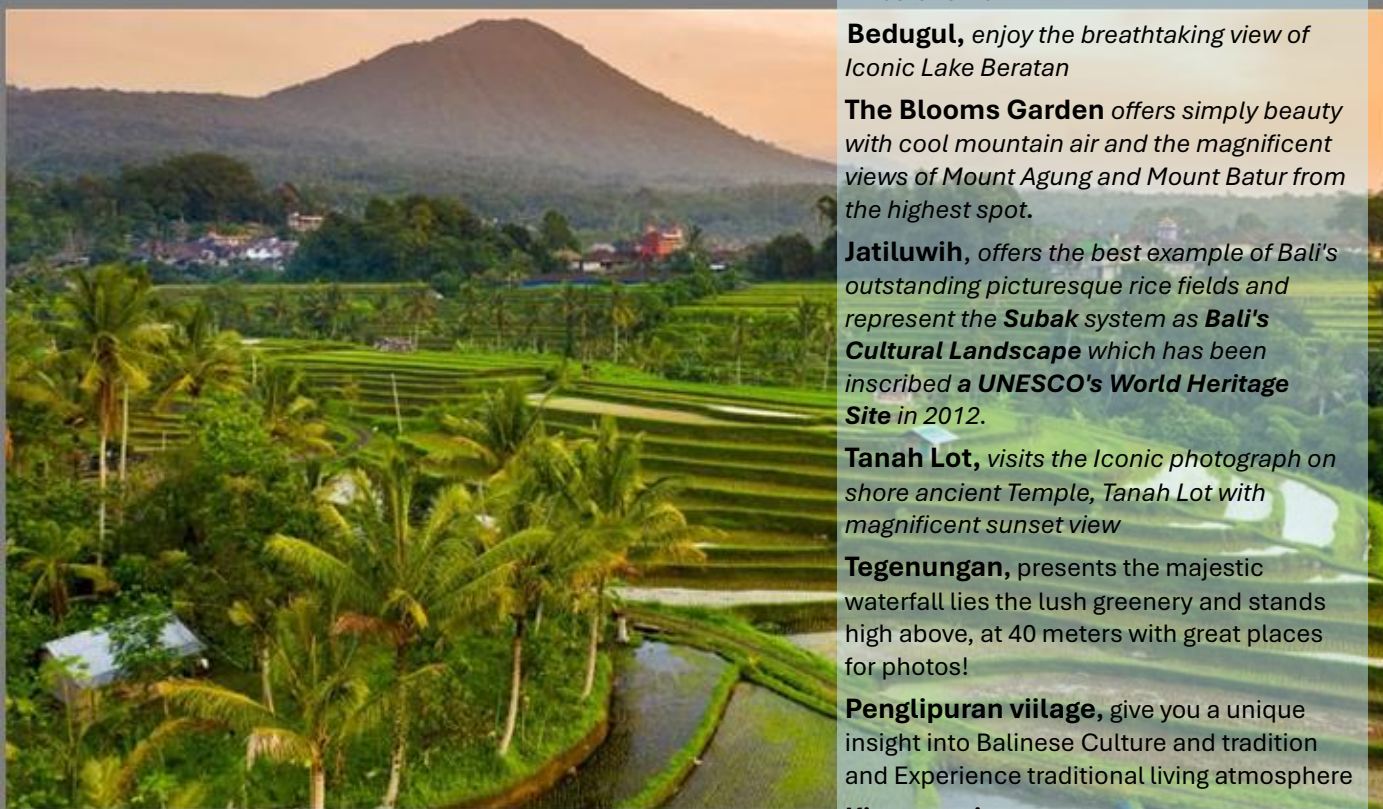 Bedugul, enjoy the breathtaking view of
Iconic Lake Beratan
The Blooms Garden offers simply beauty
with cool mountain air and the magnificent
views of Mount Agung and Mount Batur from
the highest spot.
Jatiluwih, offers the best example of Bali's
outstanding picturesque rice fields and
represent the Subak system as Bali's
Cultural Landscape which has been
inscribed a UNESCO's World Heritage
Site in 2012.
Tanah Lot, visits the Iconic photograph on
shore ancient Temple, Tanah Lot with
magnificent sunset view
Tegenungan, presents the majestic
waterfall lies the lush greenery and stands
high above, at 40 meters with great places
for photos!
Penglipuran viilage, give you a unique
insight into Balinese Culture and tradition
and Experience traditional living atmosphere